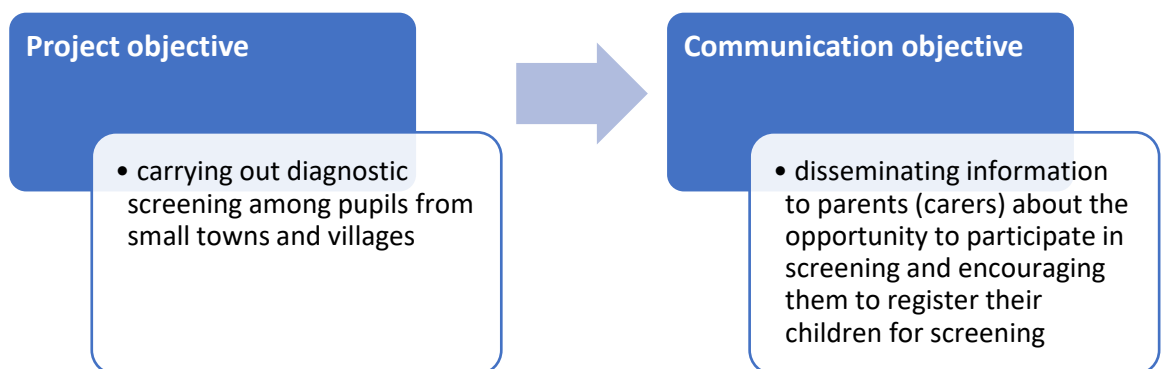 Project objective
• carrying out diagnostic
screening among pupils from
small towns and villages
Communication objective
• disseminating information
to parents (carers) about the
opportunity to participate in
screening and encouraging
them to register their
children for screening